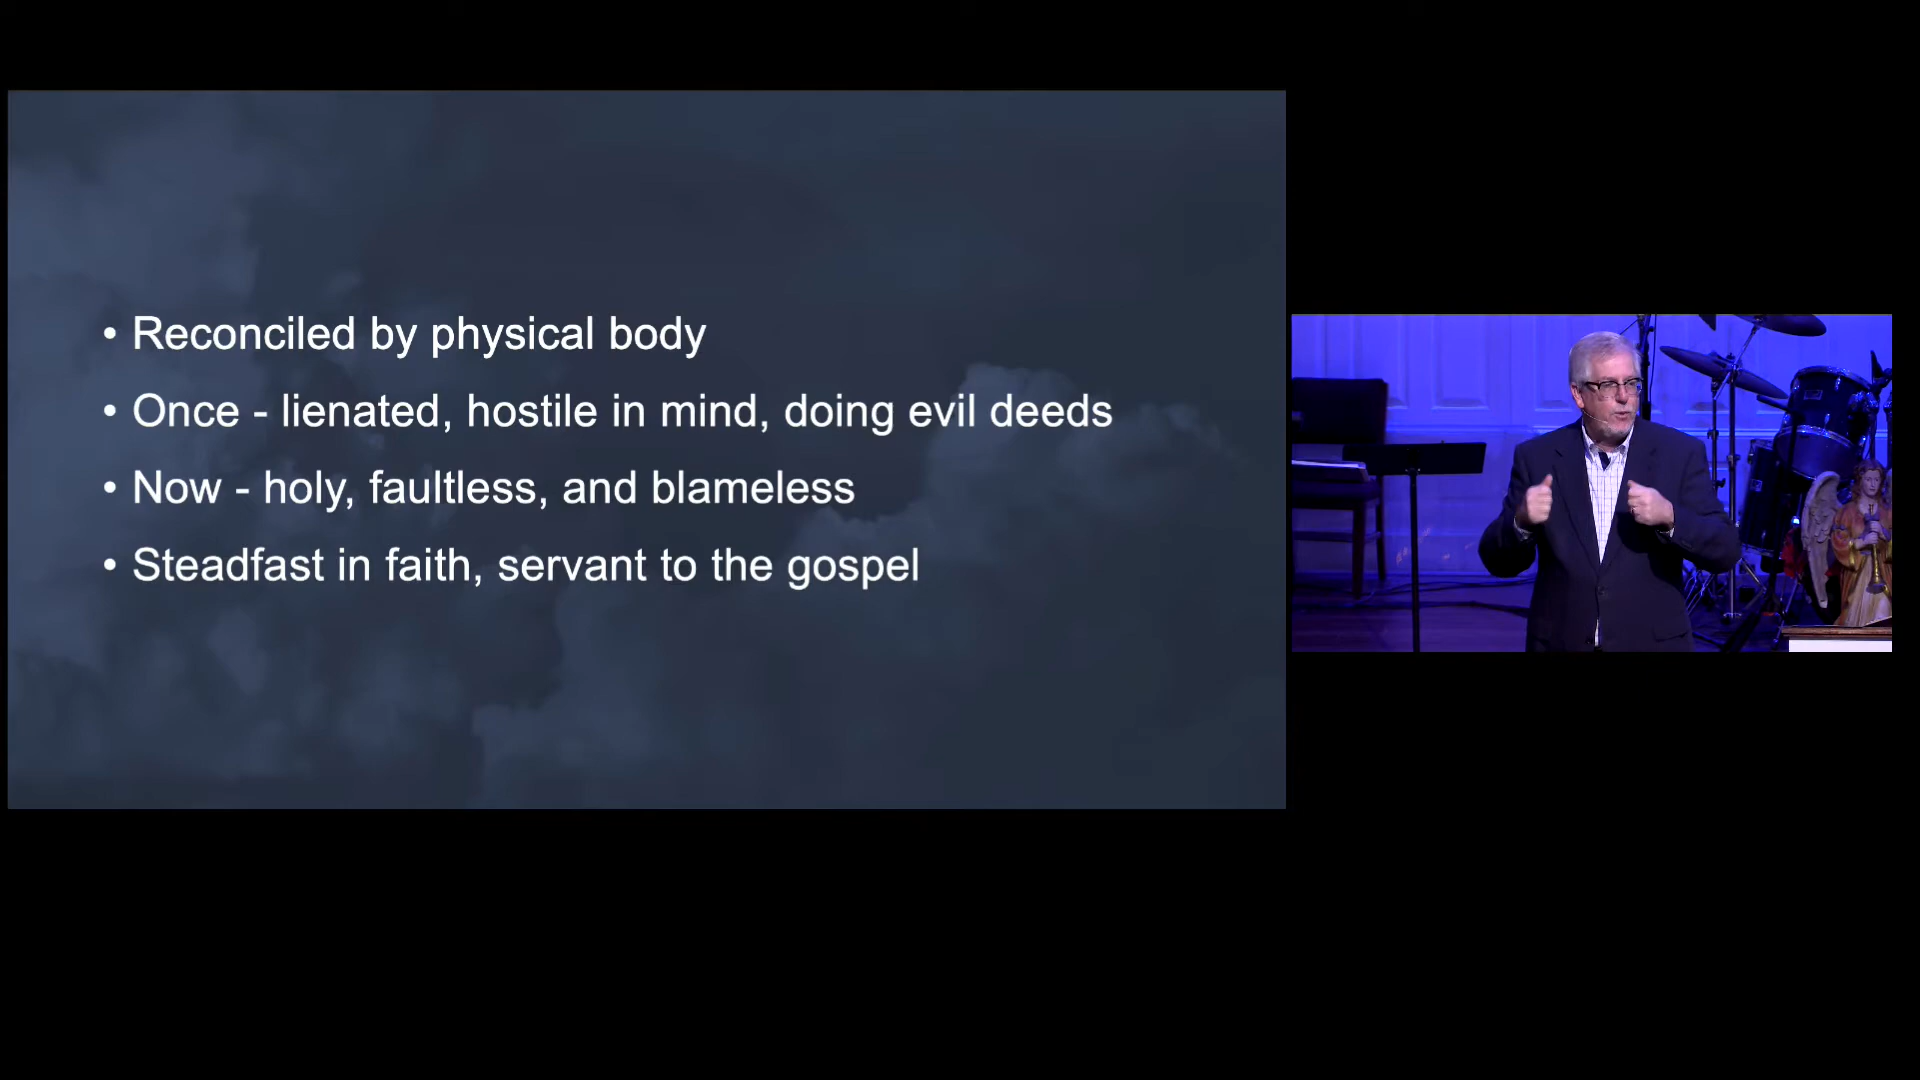 • Reconciled by physical body
• Once - lienated, hostile in mind, doing evil deeds
• Now - holy, faultless, and blameless
• Steadfast in faith, servant to the gospel